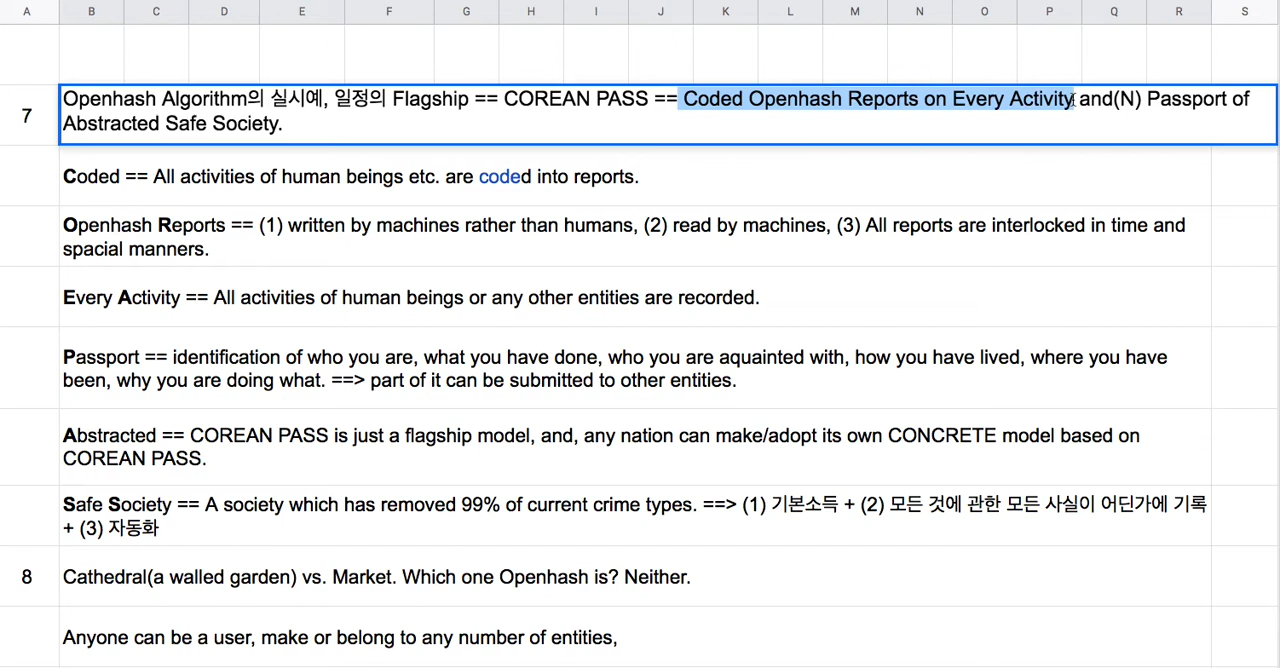 A B C D E F G H I J K L M N O P Q R S
7 Openhash Algorithm의 실시예, 일정의 Flagship == COREAN PASS == Coded Openhash Reports on Every Activity and(N) Passport of
Abstracted Safe Society.
Coded == All activities of human beings etc. are coded into reports.
Openhash Reports == (1) written by machines rather than humans, (2) read by machines, (3) All reports are interlocked in time and
spacial manners.
Every Activity == All activities of human beings or any other entities are recorded.
Passport == identification of who you are, what you have done, who you are aquainted with, how you have lived, where you have
been, why you are doing what. ==> part of it can be submitted to other entities.
Abstracted == COREAN PASS is just a flagship model, and, any nation can make/adopt its own CONCRETE model based on
COREAN PASS.
Safe Society == A society which has removed 99% of current crime types. ==> (1) 기본소득 + (2) 모든 것에 관한 모든 사실이 어딘가에 기록
+ (3) 자동화
8 Cathedral(a walled garden) vs. Market. Which one Openhash is? Neither.
Anyone can be a user, make or belong to any number of entities,